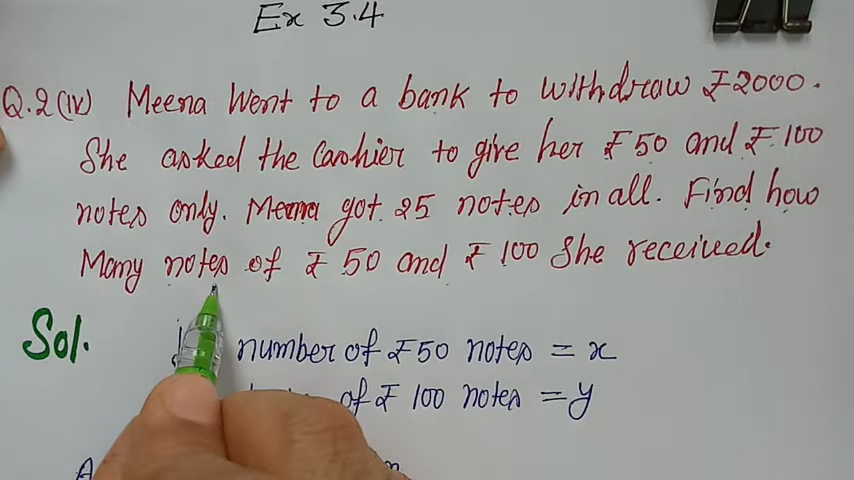 Ex 3.4
Q.2(iv) Meena Went to a bank to withdraw ₹2000.
She asked the Cashier to give her ₹50 and ₹100
notes only. Meena got 25 notes in all. Find how
Many notes of ₹50 and ₹100 She received.
Sol.
number of ₹50 notes = x
of ₹100 notes = y